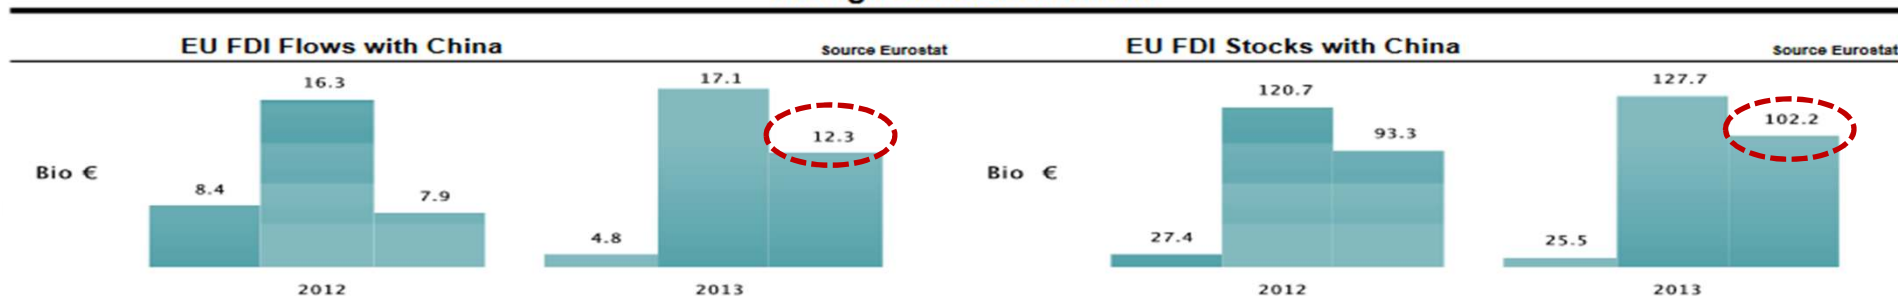 EU FDI Flows with China
Source Eurostat
16.3
17.1
12.3
Bio €
8.4
7.9
4.8
2012
2013
EU FDI Stocks with China
Source Eurostat
120.7
127.7
93.3
102.2
Bio €
27.4
25.5
2012
2013